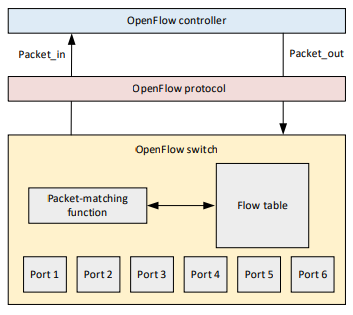 OpenFlow controller
Packet_in
Packet_out
OpenFlow protocol
OpenFlow switch
Packet-matching
function
Flow table
Port 1
Port 2
Port 3
Port 4
Port 5
Port 6